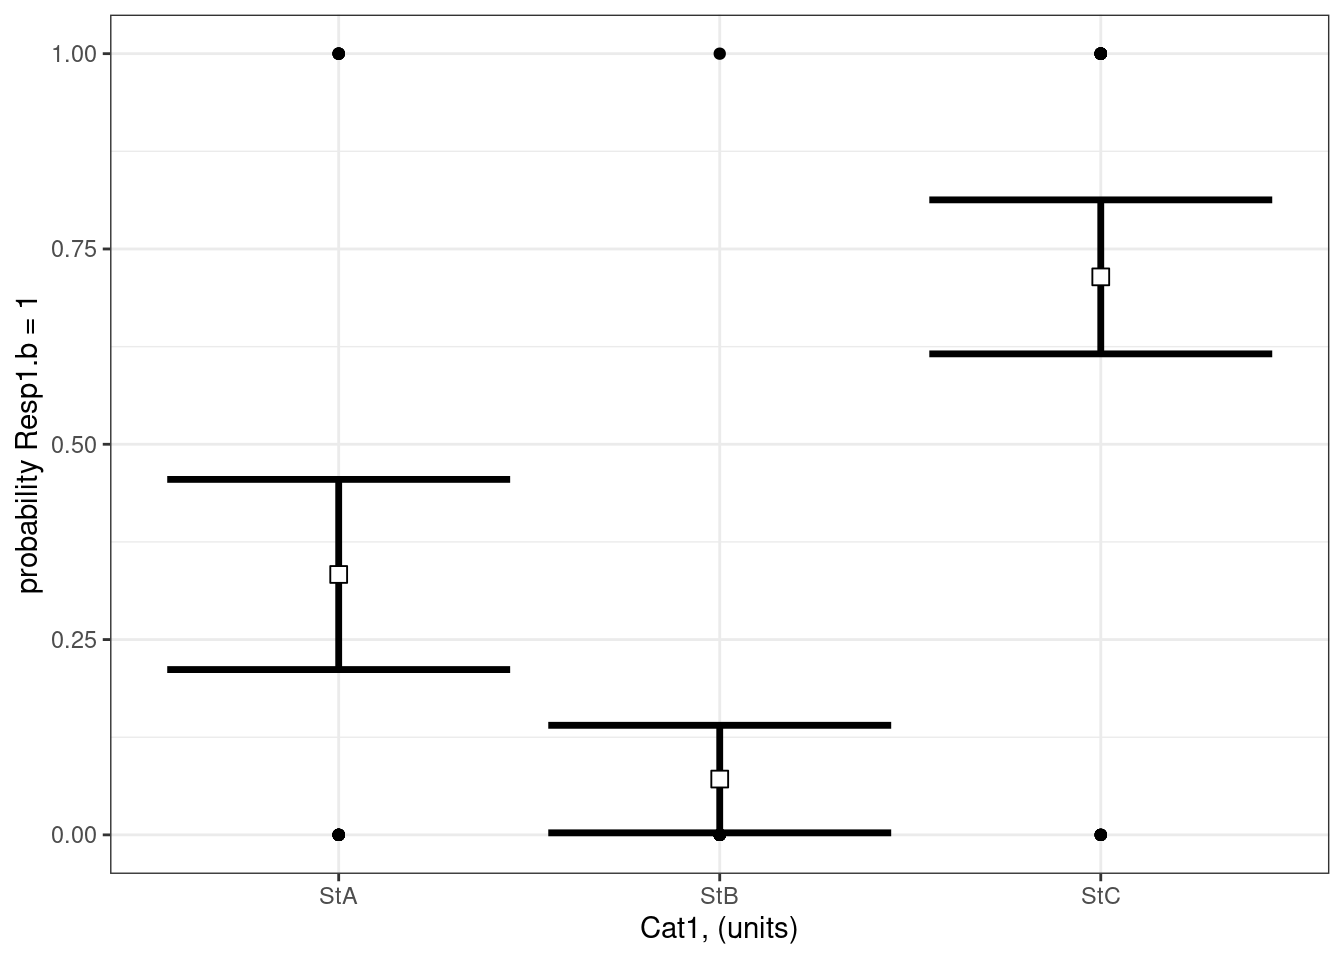 probability Resp1.b = 1
1.00
0.75
0.50
0.25
0.00
StA StB StC
Cat1, (units)